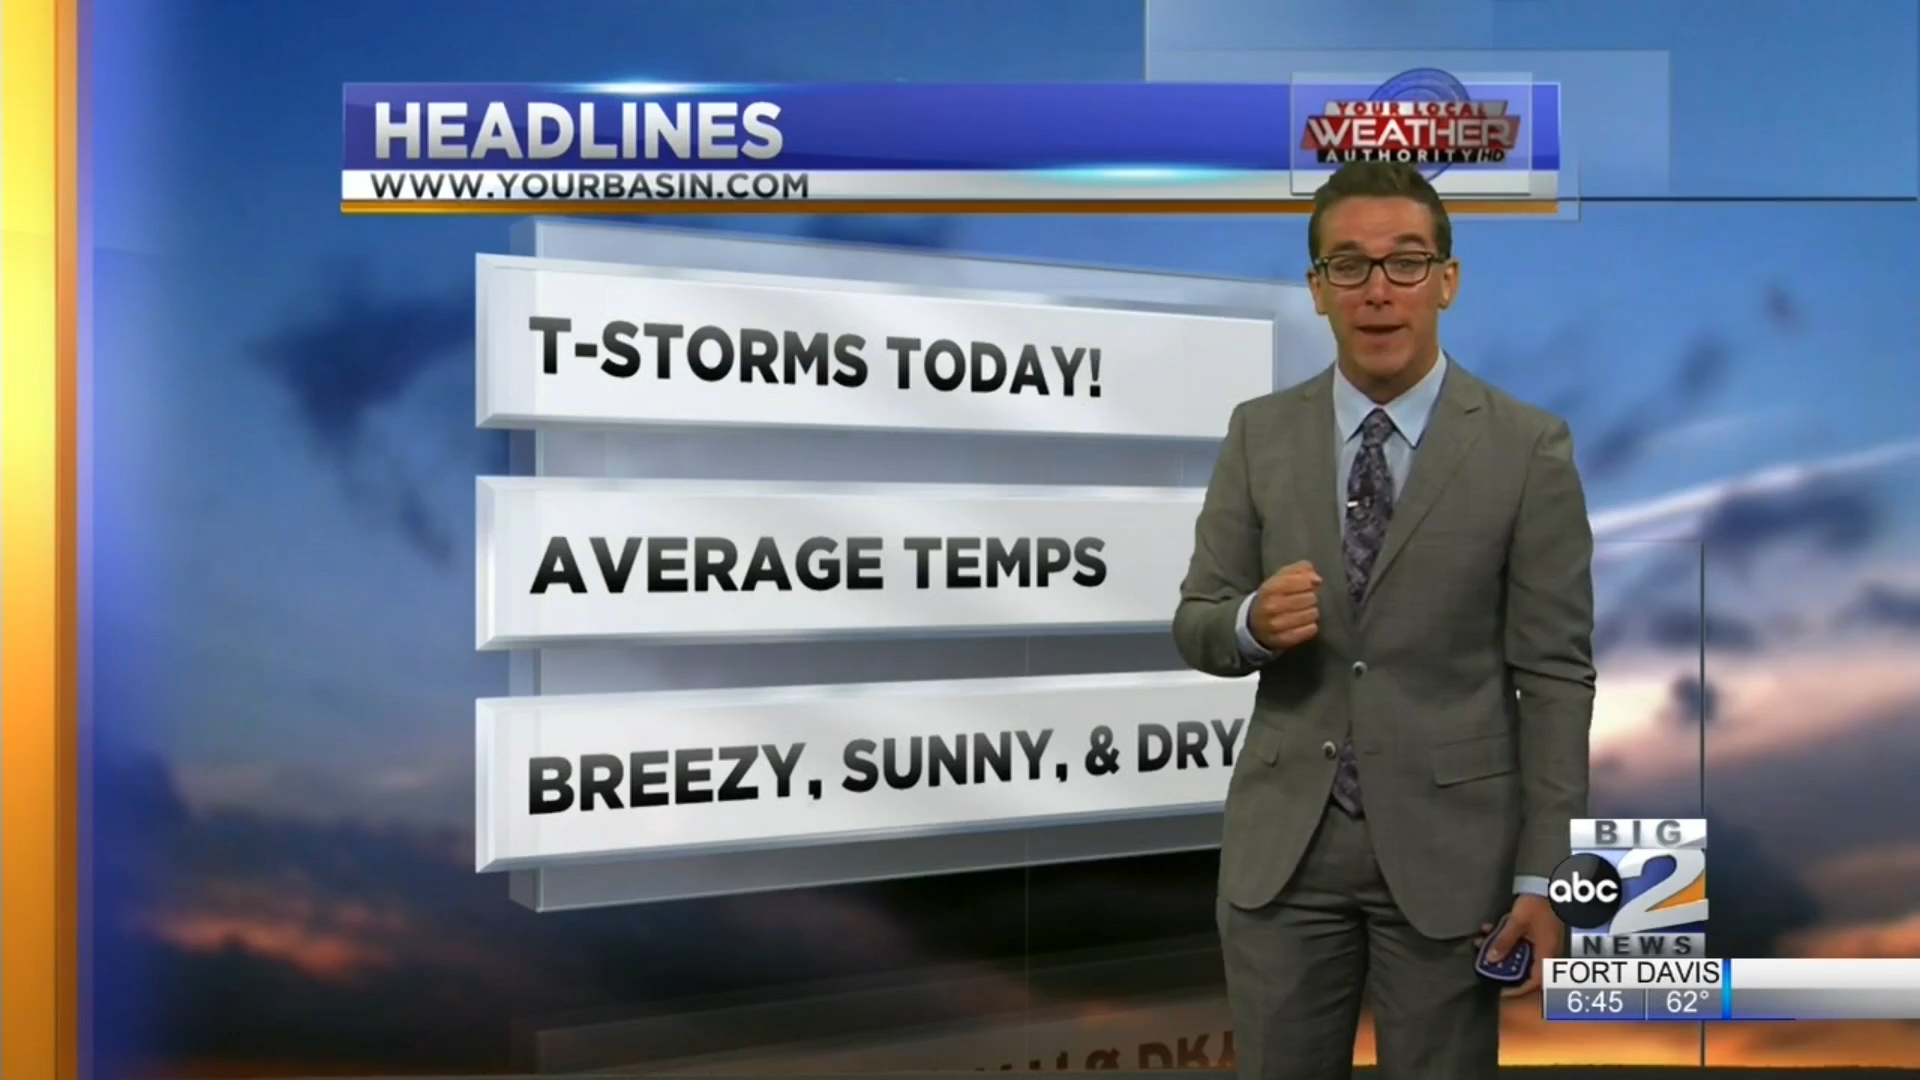 HEADLINES
WWW.YOURBASIN.COM
YOUR LOCAL
WEATHER
AUTHORITY/HD
T-STORMS TODAY!
AVERAGE TEMPS
BREEZY, SUNNY, & DRY
BIG
abc 2
NEWS
FORT DAVIS
6:45 62°